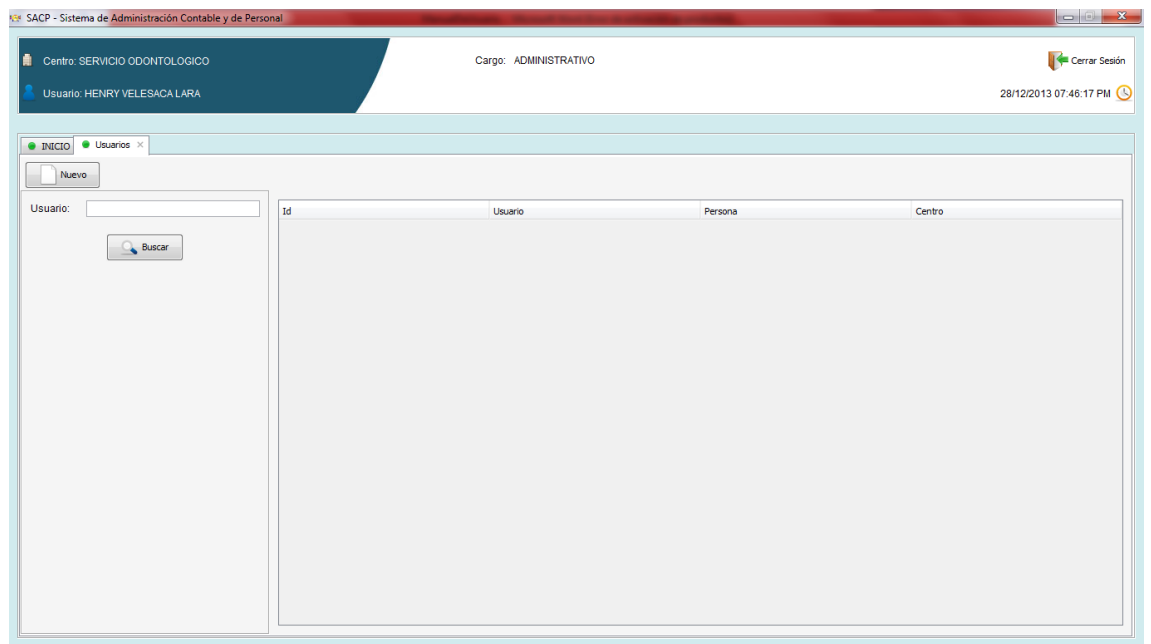 SACP - Sistema de Administración Contable y de Personal
Centro: SERVICIO ODONTOLOGICO
Cargo: ADMINISTRATIVO
Cerrar Sesión
Usuario: HENRY VELESACA LARA
28/12/2013 07:46:17 PM
INICIO
Usuarios
Nuevo
Usuario:
Buscar
Id Usuario Persona Centro